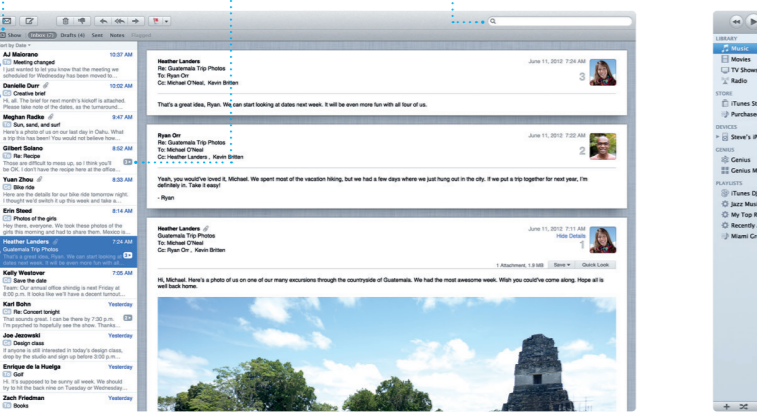 Show Inbox (2) Drafts (4) Sent Notes Flagged
Sort by Date
AJ Maiorano 10:37 AM
Meeting changed
I just wanted to let you know that the meeting we
scheduled for Wednesday has been moved to...
Danielle Durr 10:02 AM
Creative brief
Hi, all. The brief for next month's kickoff is attached.
Please take note of the dates, as the turnaround...
Meghan Radke 9:47 AM
Sun, sand, and surf
Here's a photo of us on our last day in Oahu. What
a trip this has been! You would not believe how...
Gilbert Solano 8:52 AM
Re: Recipe
Those are difficult to mess up, so I think you'll
be OK. I don't have the recipe here at the office...
Yuan Zhou 8:33 AM
Bike ride
Here are the details for our bike ride tomorrow night.
I thought we'll switch it up this week and take a...
Erin Steed 8:14 AM
Photos of the girls
Hey there, everyone. We took these photos of the
girls this morning and had to share them. Mexico is...
Heather Landers 7:24 AM
Guatemala Trip Photos
That's a great idea, Ryan. We can start looking at
dates next week. It will be even more fun with all...
Kelly Westover 7:05 AM
Save the date
Team: Our annual office shindig is next Friday at
8:00 p.m. It looks like we'll have a decent turnout...
Karl Bohn Yesterday
Re: Concert tonight
That sounds great. I can be there by 7:30 p.m.
I'm psyched to hopefully see the show. Thanks...
Joe Jezowski Yesterday
Design class
If anyone is still interested in today's design class,
drop by the studio and sign up before 3:00 p.m...
Enrique de la Huelga Yesterday
Golf
Hi. It's supposed to be sunny all week. We should
try to hit the back nine on Tuesday or Wednesday...
Zach Friedman Yesterday
Books
Heather Landers June 11, 2012 7:24 AM
Re: Guatemala Trip Photos
To: Ryan Orr 3
Cc: Michael O'Neal, Kevin Britten
That's a great idea, Ryan. We can start looking at dates next week. It will be even more fun with all four of us.
Ryan Orr June 11, 2012 7:22 AM
Re: Guatemala Trip Photos
To: Michael O'Neal 2
Cc: Heather Landers, Kevin Britten
Yeah, you would've loved it, Michael. We spent most of the vacation hiking, but we had a few days where we just hung out in the city. If we put a trip together for next year, I'm
definitely in. Take it easy!
- Ryan
Heather Landers June 11, 2012 7:11 AM
Guatemala Trip Photos Hide Details
To: Michael O'Neal 1
Cc: Ryan Orr, Kevin Britten
1 Attachment, 1.9 MB Save Quick Look
Hi, Michael. Here's a photo of us on one of our many excursions through the countryside of Guatemala. We had the most awesome week. Wish you could've come along. Hope all is
well back home.
LIBRARY
Music
Movies
TV Shows
Radio
STORE
iTunes St
Purchase
DEVICES
Steve's iP
GENIUS
Genius
Genius M
PLAYLISTS
iTunes DJ
Jazz Musi
My Top R
Recently
Miami Gr